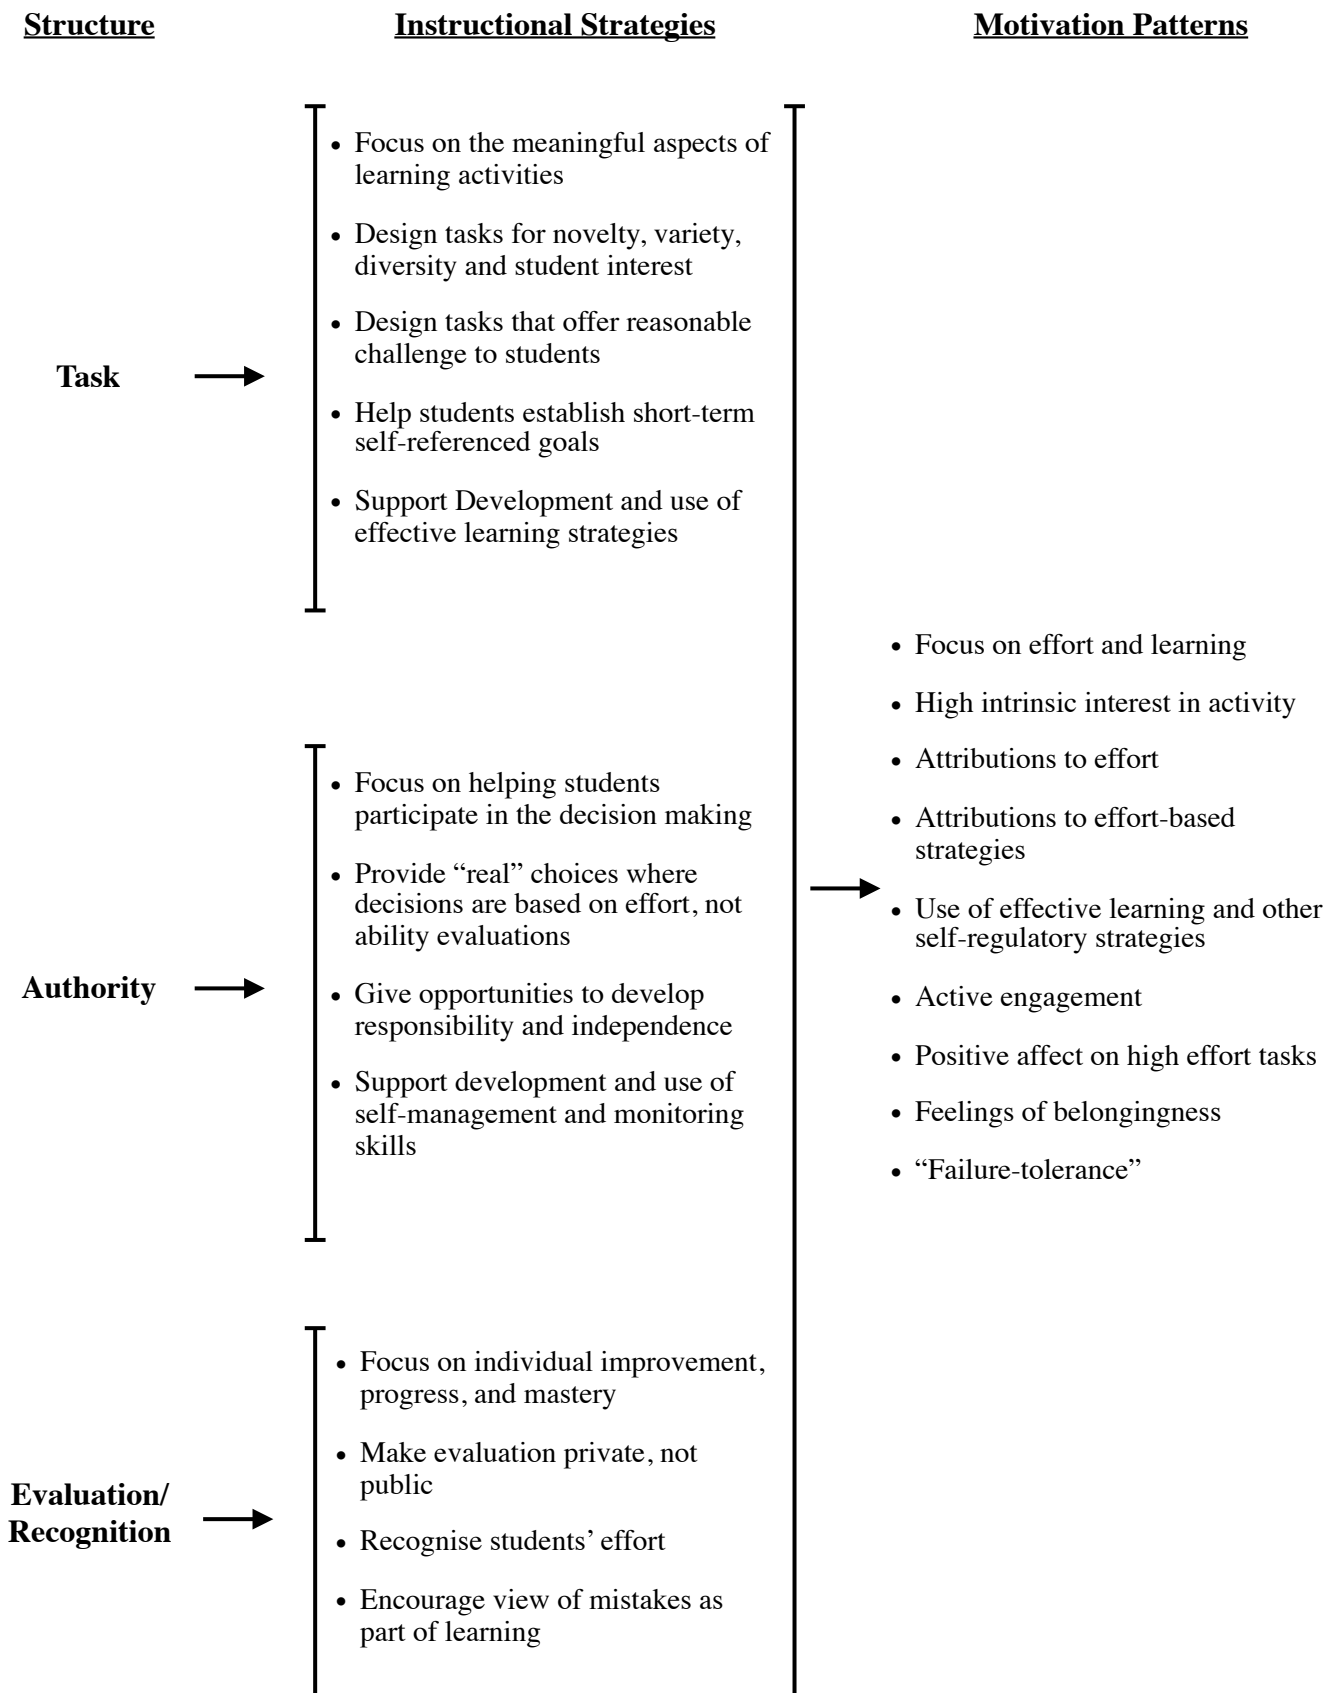 Structure
Instructional Strategies
Motivation Patterns
Task
• Focus on the meaningful aspects of
learning activities
• Design tasks for novelty, variety,
diversity and student interest
• Design tasks that offer reasonable
challenge to students
• Help students establish short-term
self-referenced goals
• Support Development and use of
effective learning strategies
Authority
• Focus on helping students
participate in the decision making
• Provide “real” choices where
decisions are based on effort, not
ability evaluations
• Give opportunities to develop
responsibility and independence
• Support development and use of
self-management and monitoring
skills
Evaluation/
Recognition
• Focus on individual improvement,
progress, and mastery
• Make evaluation private, not
public
• Recognise students’ effort
• Encourage view of mistakes as
part of learning
• Focus on effort and learning
• High intrinsic interest in activity
• Attributions to effort
• Attributions to effort-based
strategies
• Use of effective learning and other
self-regulatory strategies
• Active engagement
• Positive affect on high effort tasks
• Feelings of belongingness
• “Failure-tolerance”